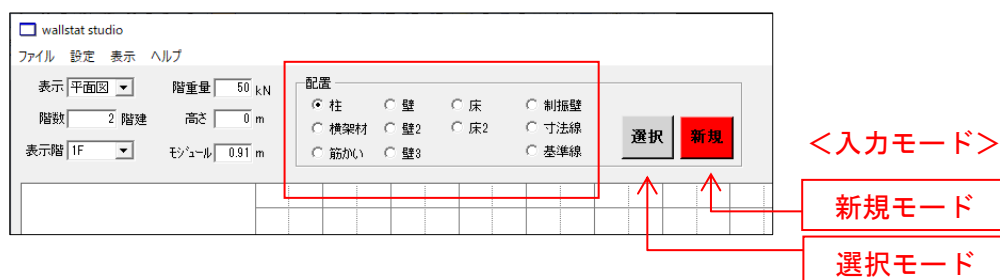 wallstat studio
ファイル 設定 表示 ヘルプ
表示 平面図 階重量 50 kN
階数 2 階建 高さ 0 m
表示階 1F ﾓｼﾞｭｰﾙ 0.91 m
配置
柱 壁 床 制振壁
横架材 壁2 床2 寸法線
筋かい 壁3 基準線
選択 新規
＜入力モード＞
新規モード
選択モード